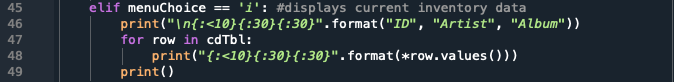 45 elif menuChoice == 'i': #displays current inventory data
46 print("\n{:<10}{:30}{:30}".format("ID", "Artist", "Album"))
47 for row in cdTbl:
48 print("{:<10}{:30}{:30}".format(*row.values()))
49 print()